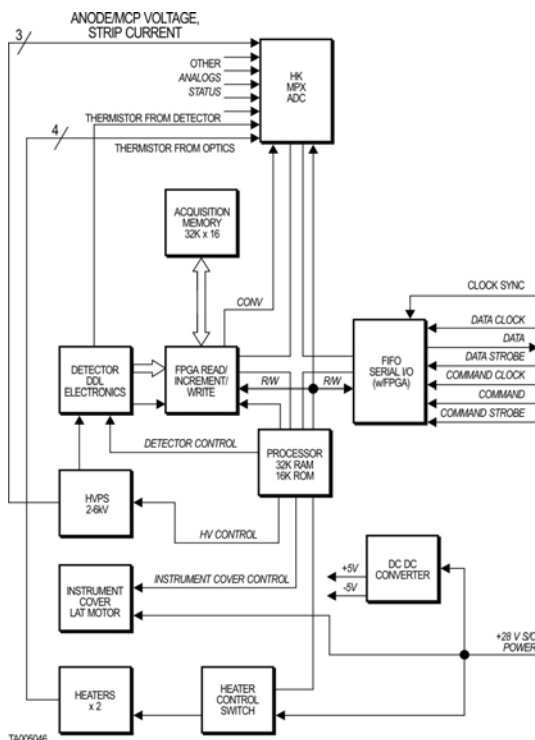 ANODE/MCP VOLTAGE,
STRIP CURRENT
3
OTHER
ANALOGS
STATUS
HK
MPX
ADC
THERMISTOR FROM DETECTOR
4
THERMISTOR FROM OPTICS
ACQUISITION
MEMORY
32K x 16
CONV
CLOCK SYNC
DATA CLOCK
DATA
DATA STROBE
COMMAND CLOCK
COMMAND
COMMAND STROBE
DETECTOR
DDL
ELECTRONICS
FPGA READ/
INCREMENT/
WRITE
R/W
R/W
FIFO
SERIAL I/O
(w/FPGA)
DETECTOR CONTROL
PROCESSOR
32K RAM
16K ROM
HVPS
2-6kV
HV CONTROL
INSTRUMENT COVER CONTROL
INSTRUMENT
COVER
LAT MOTOR
+5V
-5V
DC DC
CONVERTER
+28 V S/C
POWER
HEATERS
x 2
HEATER
CONTROL
SWITCH
TA005046